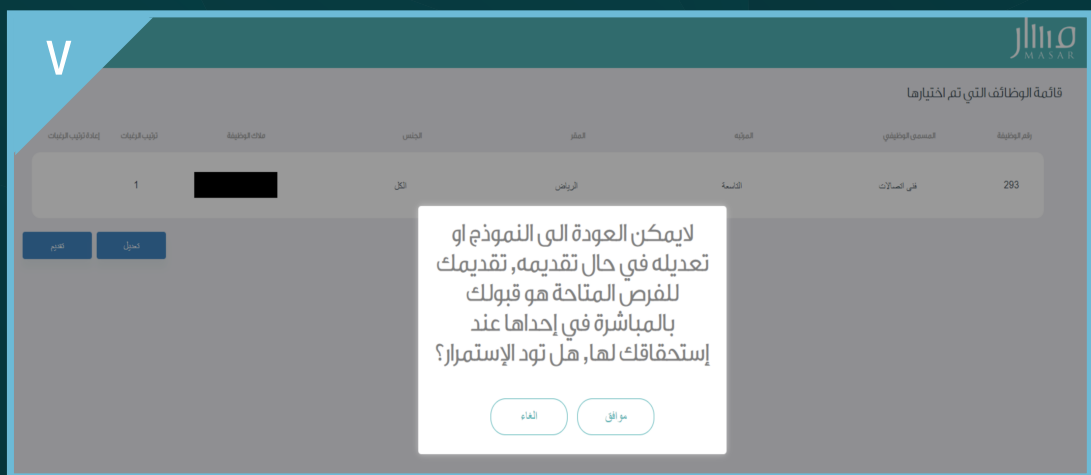 ٧
مسار
MASAR
قائمة الوظائف التي تم اختيارها
رقم الوظيفة المسمى الوظيفي المرتبه المقر الجنس ملاك الوظيفة ترتيب الرغبات إعادة ترتيب الرغبات
293 فني اتصالات التاسعة الرياض الكل 1
تعديل تقديم
لايمكن العودة الى النموذج او
تعديله في حال تقديمه, تقديمك
للفرص المتاحة هو قبولك
بالمباشرة في إحداها عند
إستحقاقك لها, هل تود الإستمرار؟
موافق الغاء